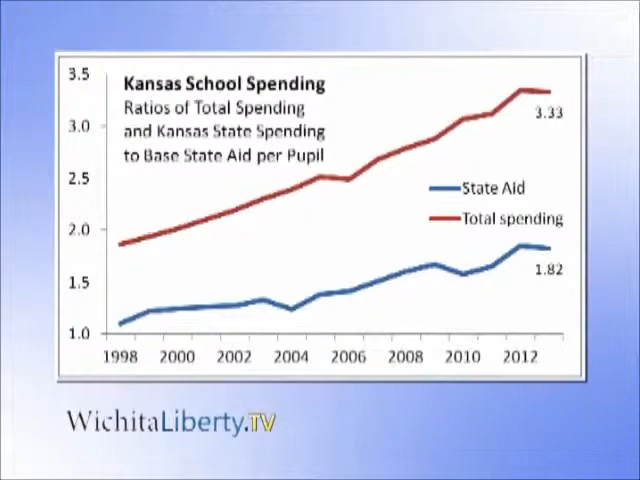 Kansas School Spending
Ratios of Total Spending
and Kansas State Spending
to Base State Aid per Pupil
3.5
3.0
2.5
2.0
1.5
1.0
3.33
State Aid
Total spending
1.82
1998 2000 2002 2004 2006 2008 2010 2012
WichitaLiberty.TV